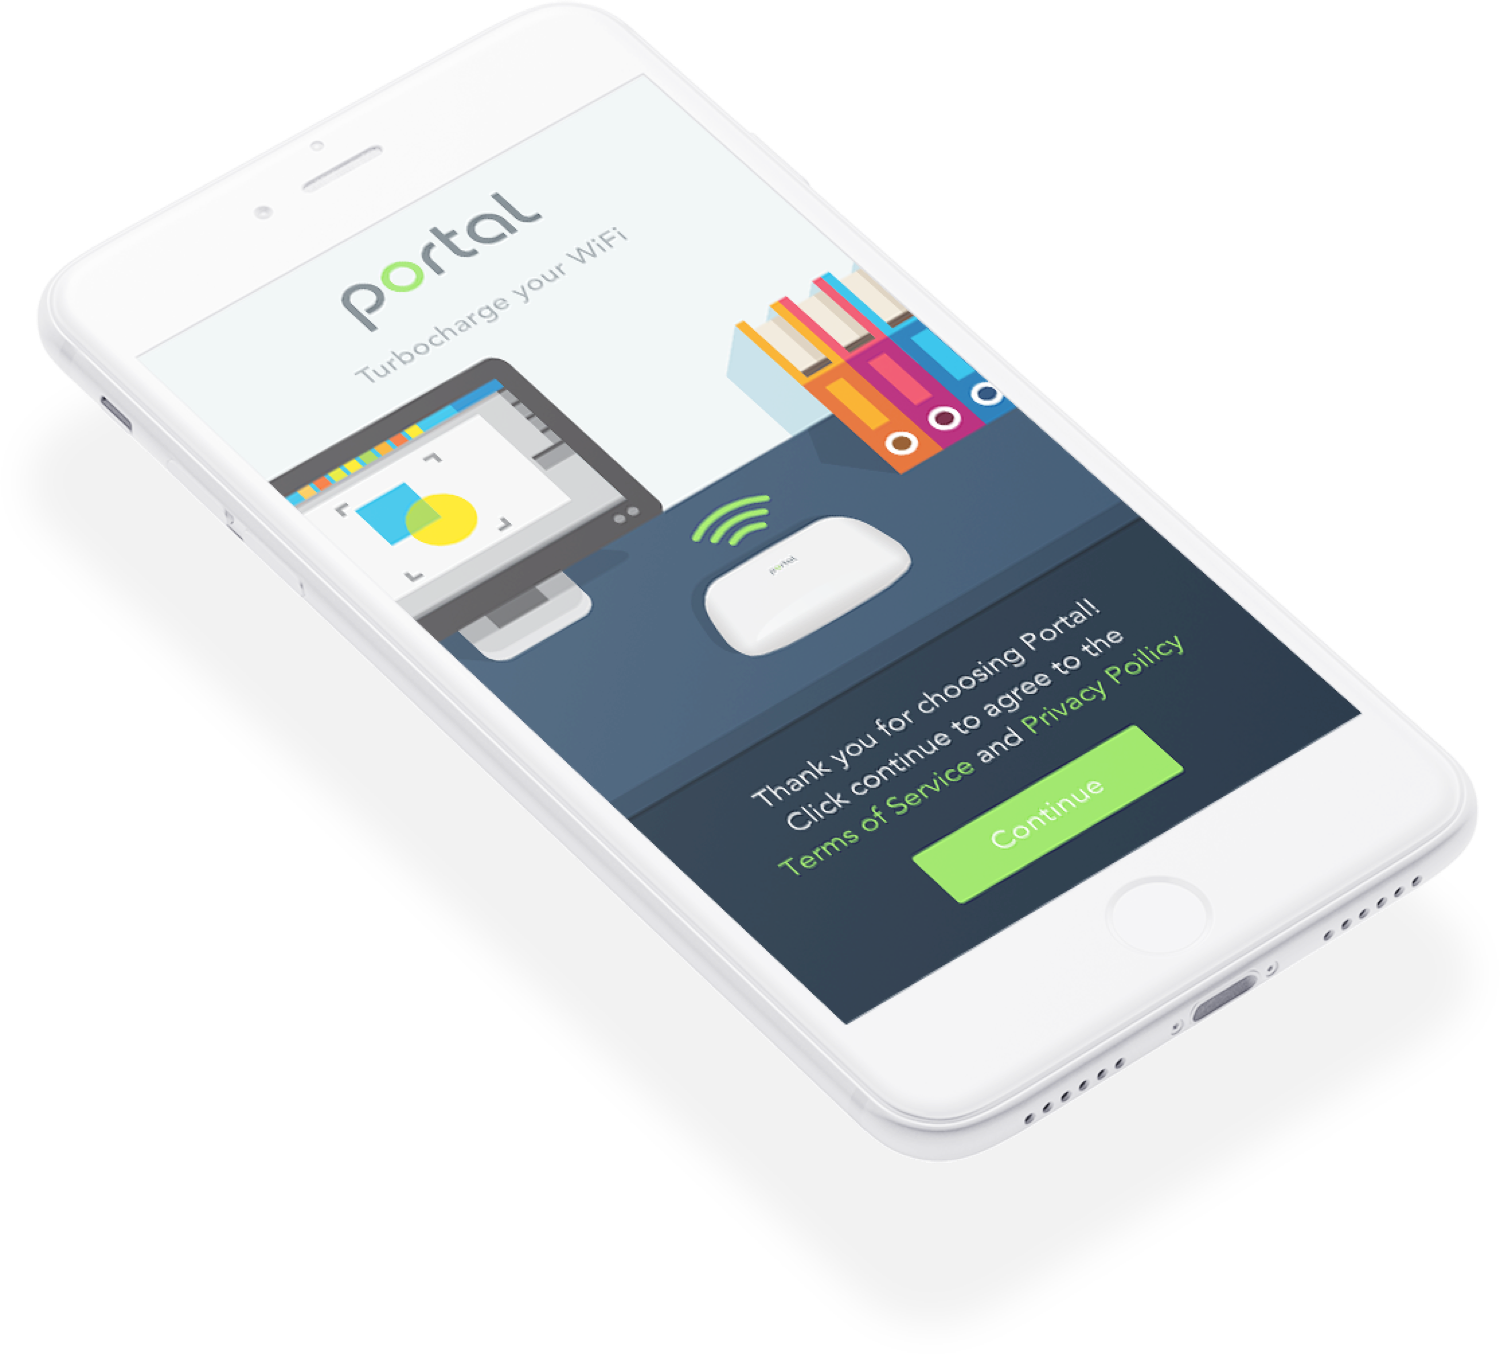 portal
Turbocharge your WiFi
portal
Thank you for choosing Portal!
Click continue to agree to the
Terms of Service and Privacy Poilicy
Continue